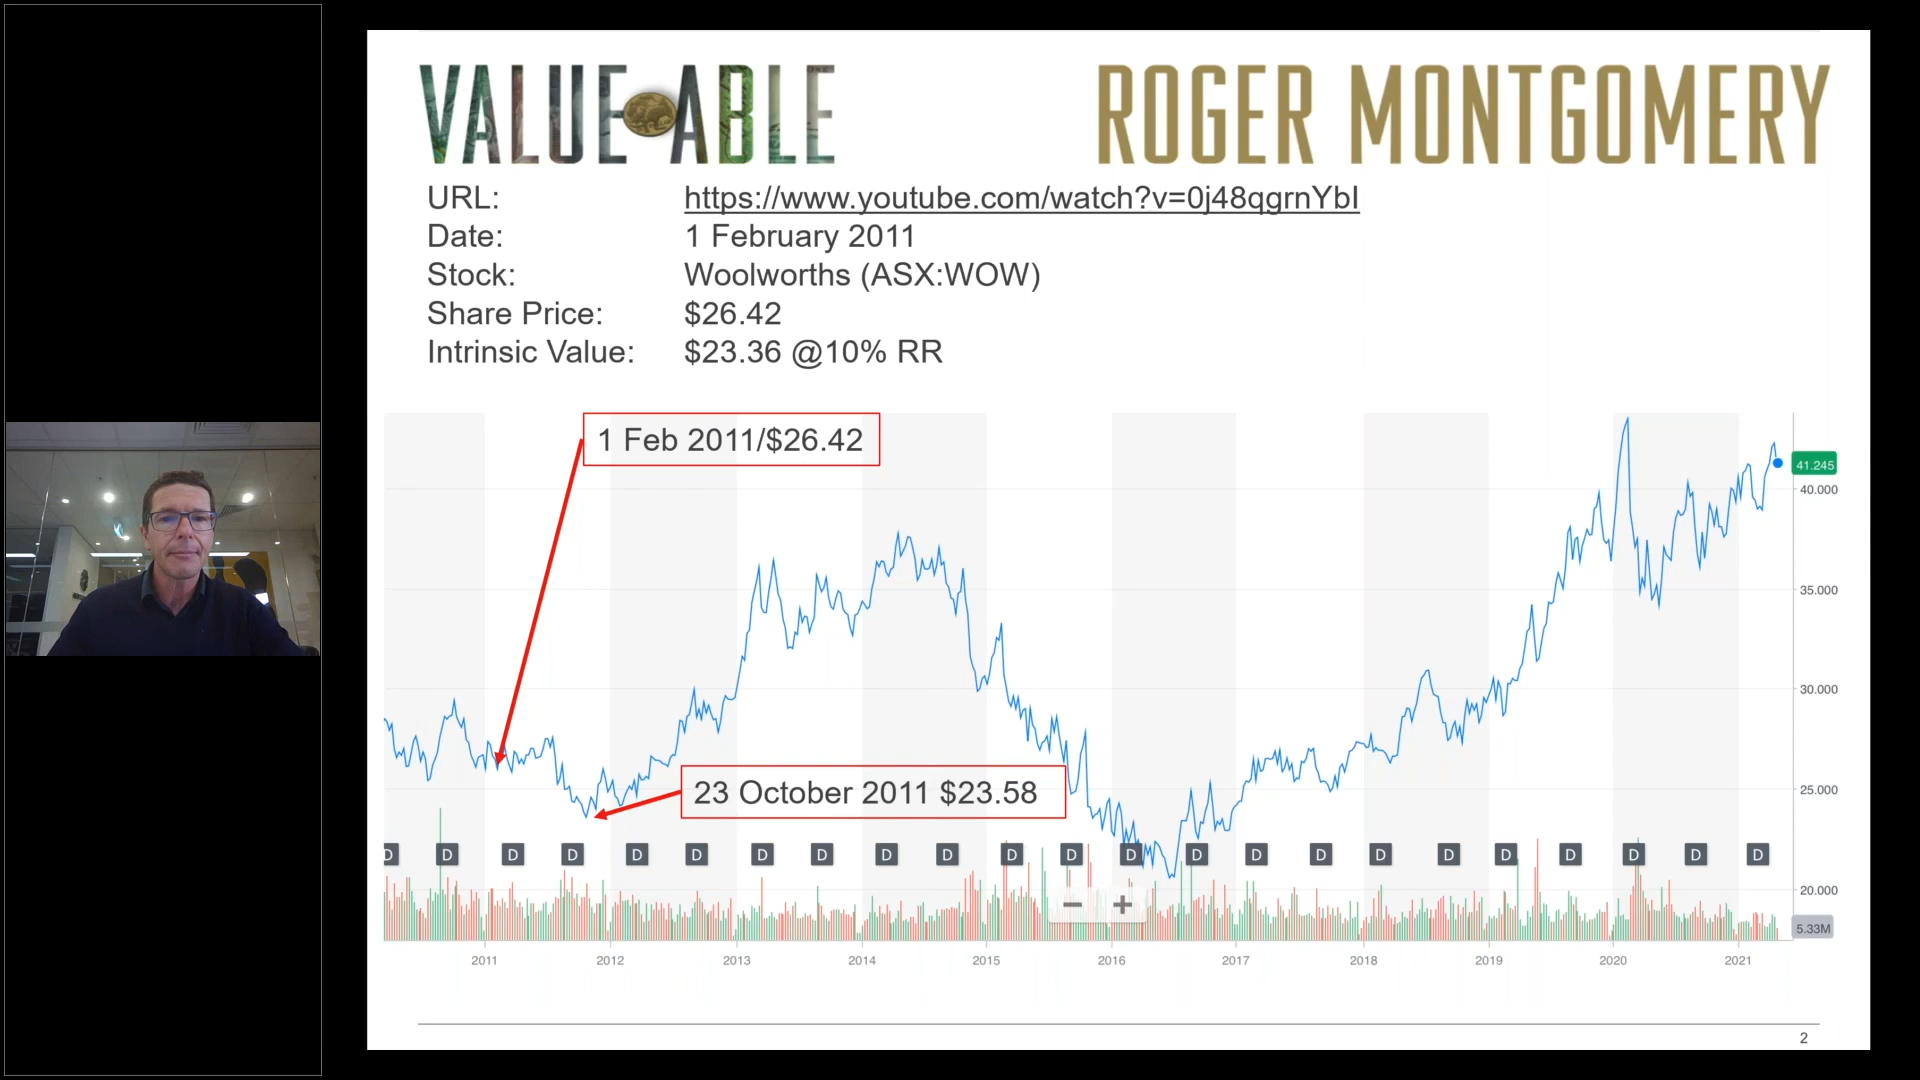 VALUE ABLE
ROGER MONTGOMERY
URL: https://www.youtube.com/watch?v=0j48qgrnYbI
Date: 1 February 2011
Stock: Woolworths (ASX:WOW)
Share Price: $26.42
Intrinsic Value: $23.36 @10% RR
1 Feb 2011/$26.42
41.245
40.000
35.000
30.000
23 October 2011 $23.58
25.000
D D D D D D D D D D D D D D D D D D D D D D D
20.000
− +
5.33M
2011 2012 2013 2014 2015 2016 2017 2018 2019 2020 2021
2